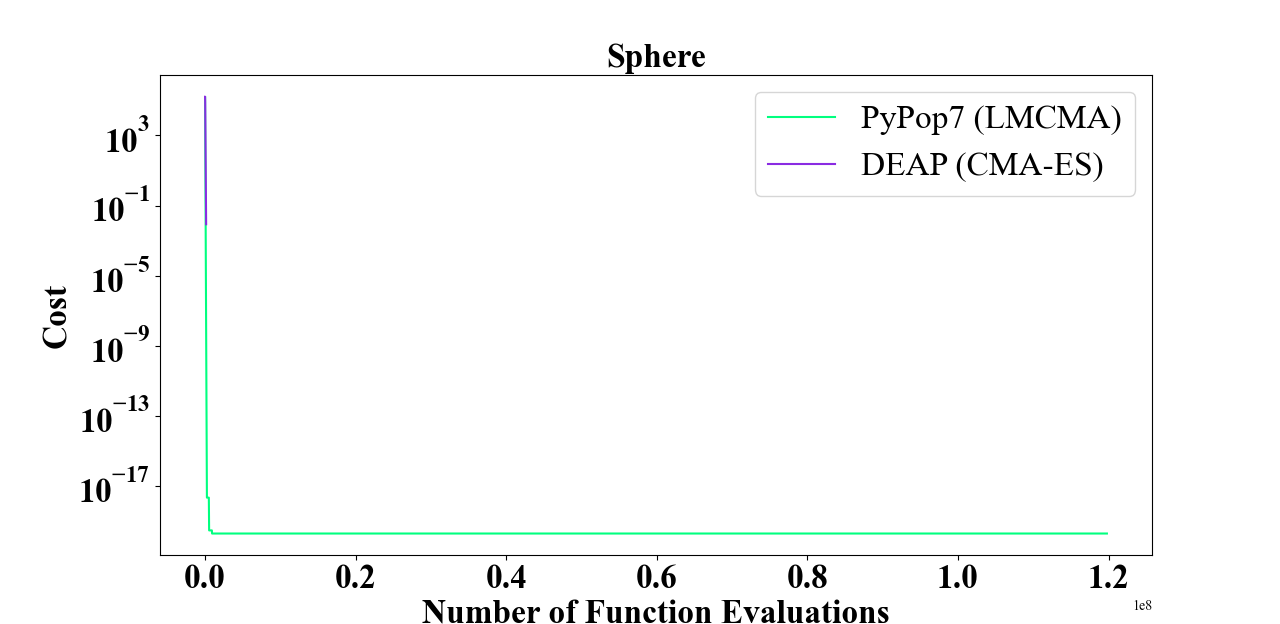 Sphere
PyPop7 (LMCMA)
DEAP (CMA-ES)
10^3
10^−1
10^−5
10^−9
10^−13
10^−17
Cost
0.0 0.2 0.4 0.6 0.8 1.0 1.2
1e8
Number of Function Evaluations